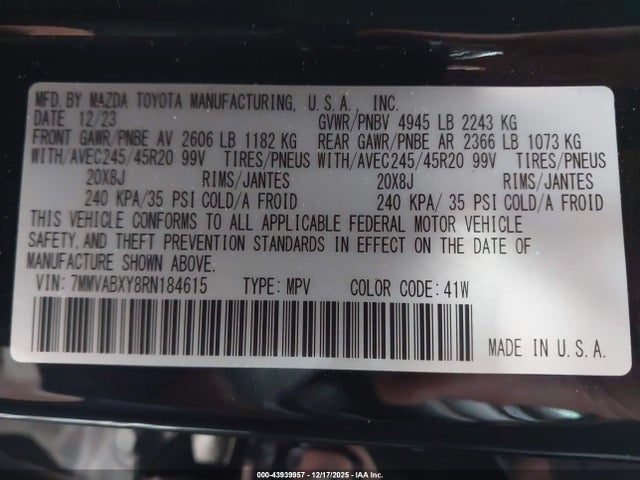 MFD.BY MAZDA TOYOTA MANUFACTURING, U.S.A., INC.
DATE 12/23 GVWR/PNBV 4945 LB 2243 KG
FRONT GAWR/PNBE AV 2606 LB 1182 KG REAR GAWR/PNBE AR 2366 LB 1073 KG
WITH/AVEC245/45R20 99V TIRES/PNEUS WITH/AVEC245/45R20 99V TIRES/PNEUS
20X8J RIMS/JANTES 20X8J RIMS/JANTES
240 KPA/35 PSI COLD/A FROID 240 KPA/ 35 PSI COLD/A FROID
THIS VEHICLE CONFORMS TO ALL APPLICABLE FEDERAL MOTOR VEHICLE
SAFETY, AND THEFT PREVENTION STANDARDS IN EFFECT ON THE DATE OF
MANUFACTURE SHOWN ABOVE.
VIN: 7MMVABXY8RN184615 TYPE: MPV COLOR CODE: 41W
MADE IN U.S.A.
000-43939957 - 12/17/2025 - IAA Inc.